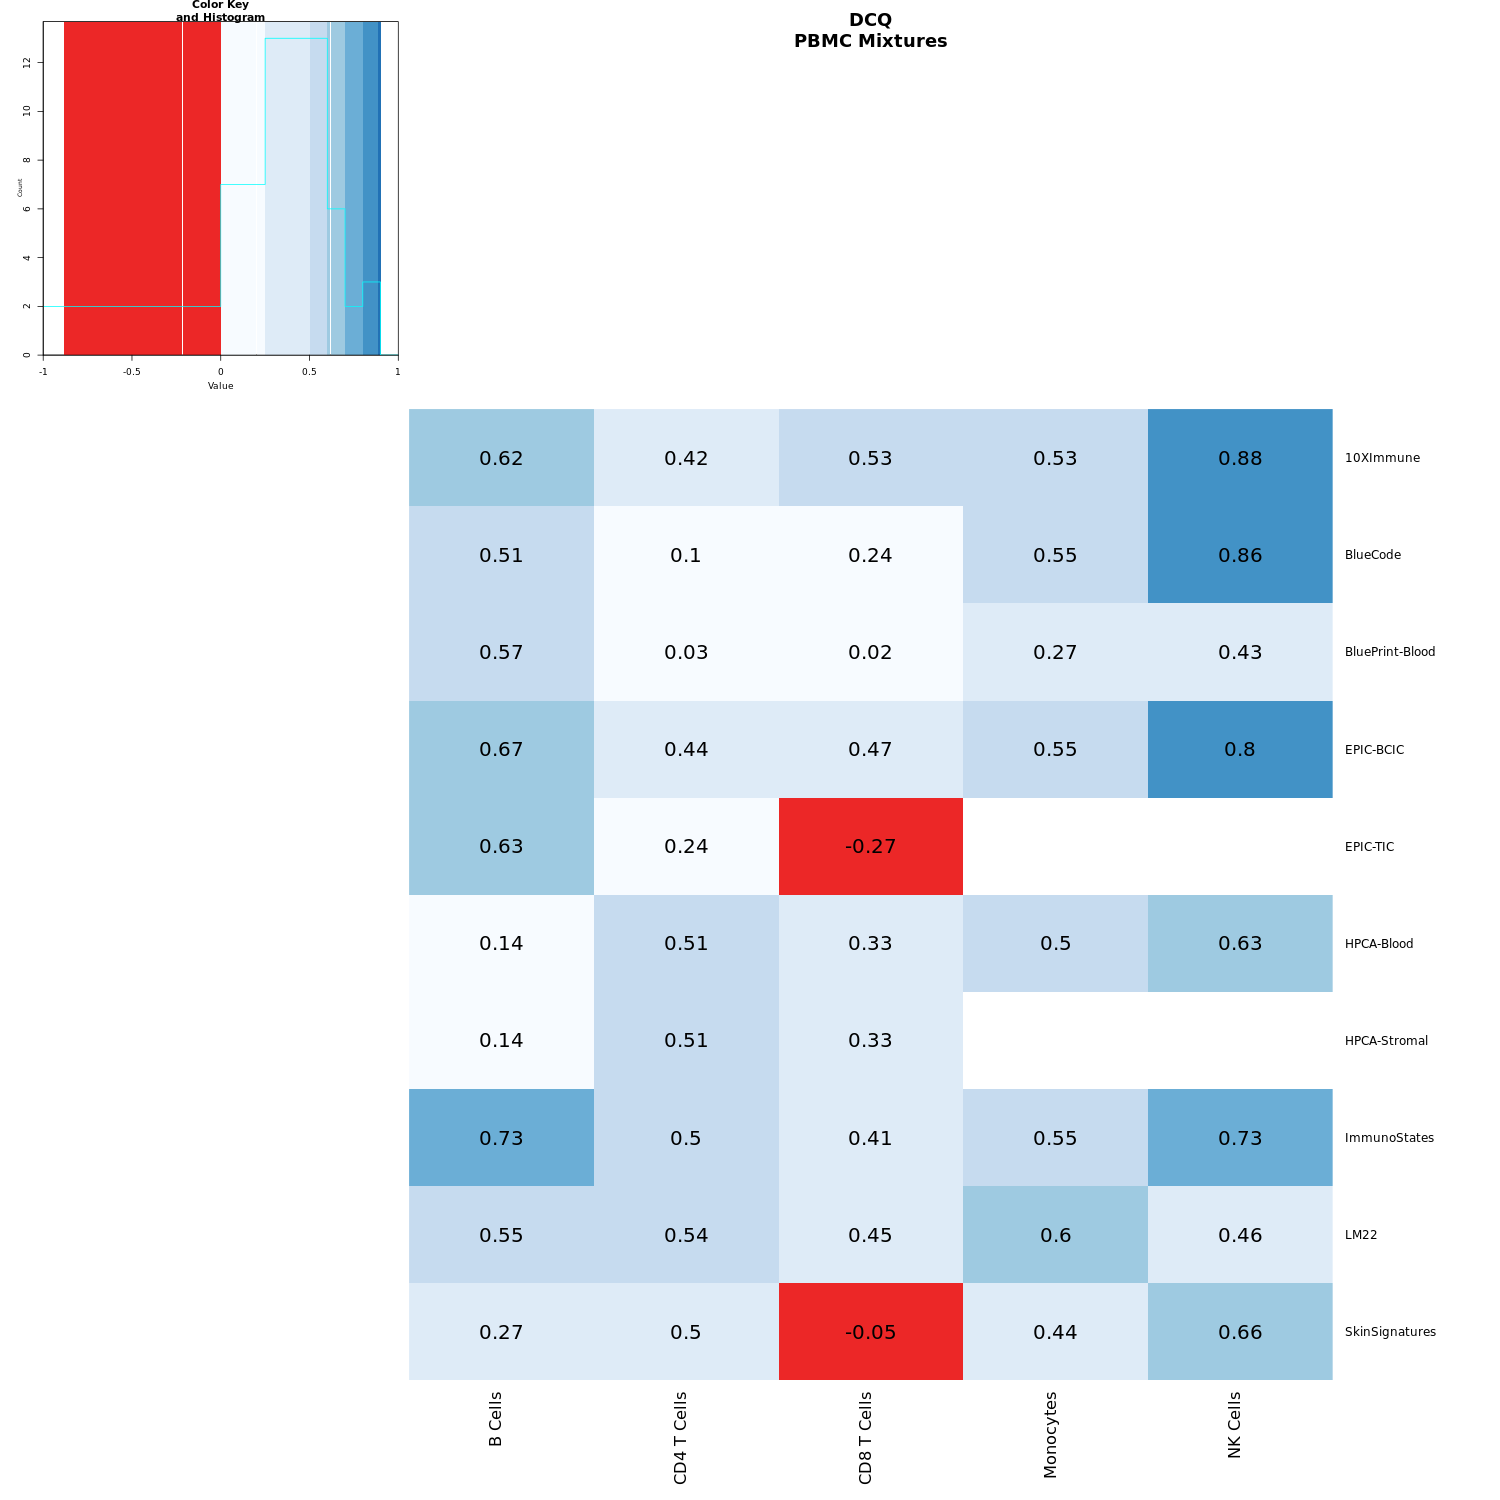 Color Key
and Histogram
DCQ
PBMC Mixtures
Count
0
2
4
6
8
10
12
-1
-0.5
0
0.5
1
Value
0.62 0.42 0.53 0.53 0.88 10XImmune
0.51 0.1 0.24 0.55 0.86 BlueCode
0.57 0.03 0.02 0.27 0.43 BluePrint-Blood
0.67 0.44 0.47 0.55 0.8 EPIC-BCIC
0.63 0.24 -0.27 EPIC-TIC
0.14 0.51 0.33 0.5 0.63 HPCA-Blood
0.14 0.51 0.33 HPCA-Stromal
0.73 0.5 0.41 0.55 0.73 ImmunoStates
0.55 0.54 0.45 0.6 0.46 LM22
0.27 0.5 -0.05 0.44 0.66 SkinSignatures
B Cells
CD4 T Cells
CD8 T Cells
Monocytes
NK Cells